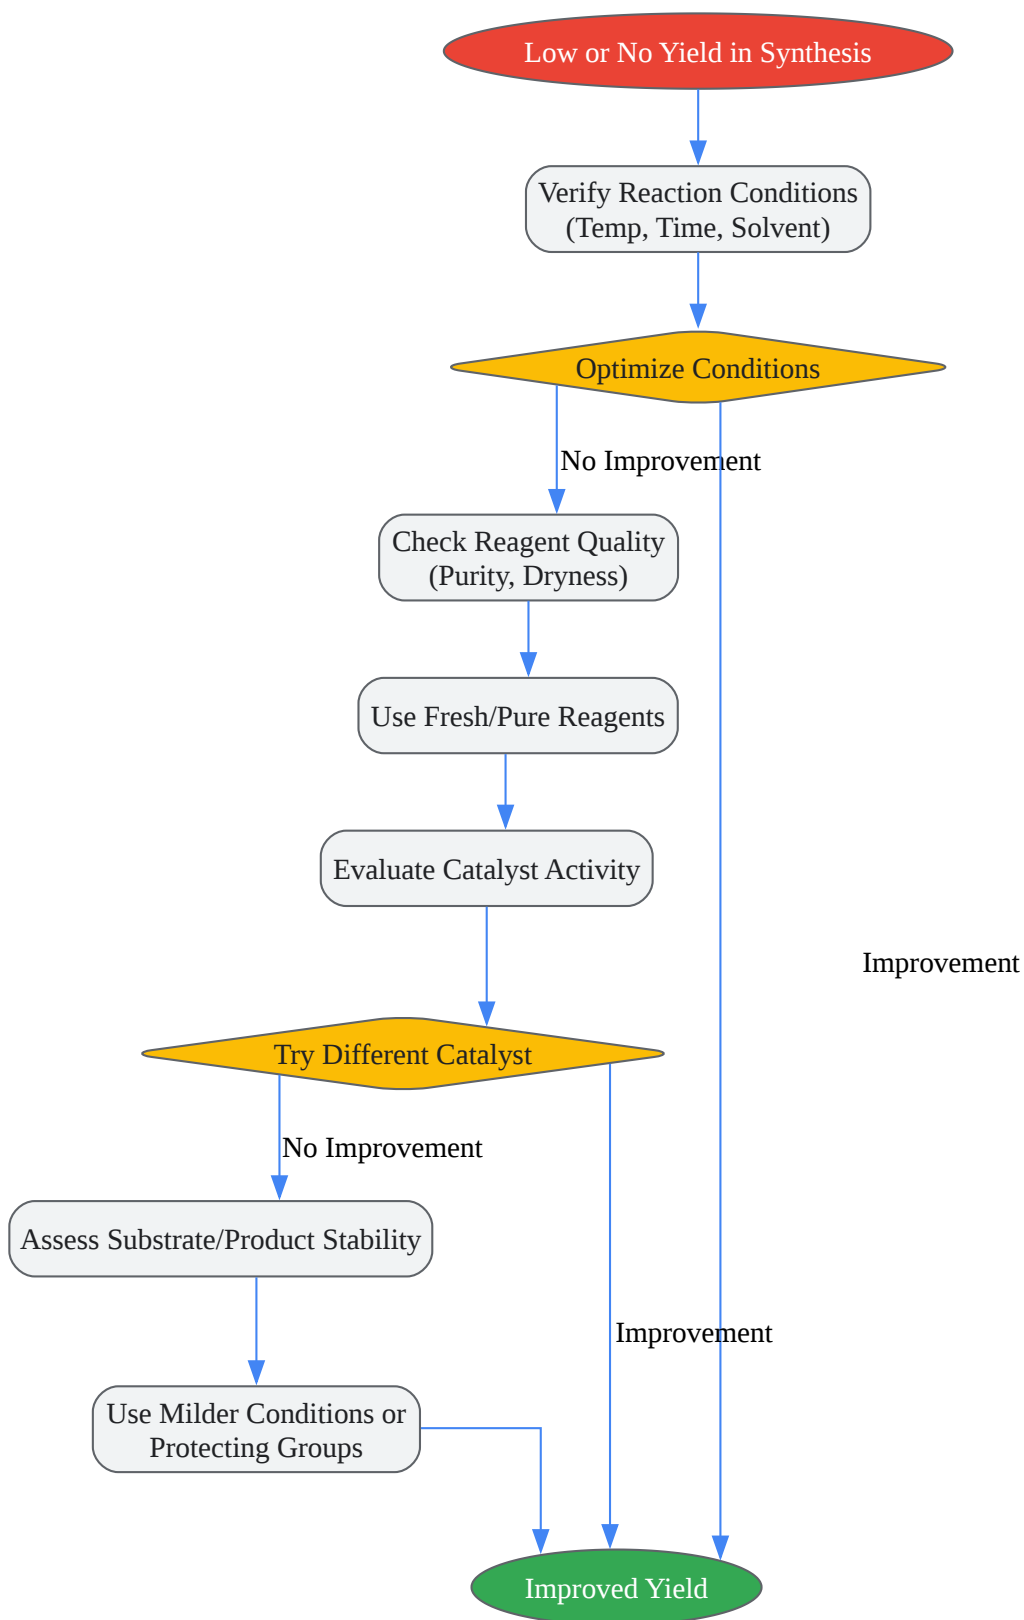 Low or No Yield in Synthesis
Verify Reaction Conditions
(Temp, Time, Solvent)
Optimize Conditions
No Improvement
Check Reagent Quality
(Purity, Dryness)
Use Fresh/Pure Reagents
Evaluate Catalyst Activity
Improvement
Try Different Catalyst
No Improvement
Assess Substrate/Product Stability
Improvement
Use Milder Conditions or
Protecting Groups
Improved Yield